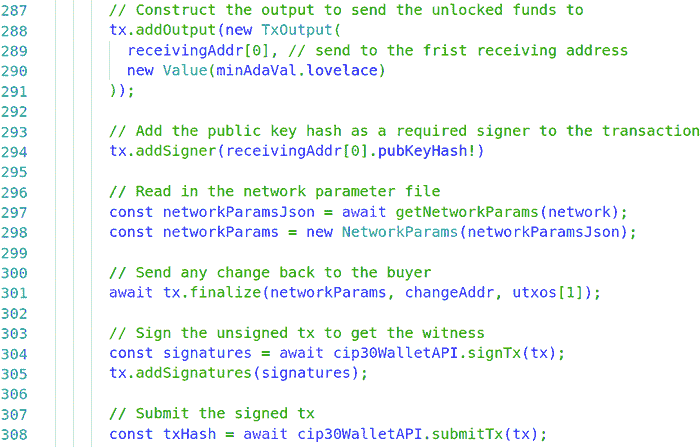 287 // Construct the output to send the unlocked funds to
288 tx.addOutput(new TxOutput(
289 receivingAddr[0], // send to the frist receiving address
290 new Value(minAdaVal.lovelace)
291 ));
292
293 // Add the public key hash as a required signer to the transaction
294 tx.addSigner(receivingAddr[0].pubKeyHash!)
295
296 // Read in the network parameter file
297 const networkParamsJson = await getNetworkParams(network);
298 const networkParams = new NetworkParams(networkParamsJson);
299
300 // Send any change back to the buyer
301 await tx.finalize(networkParams, changeAddr, utxos[1]);
302
303 // Sign the unsigned tx to get the witness
304 const signatures = await cip30WalletAPI.signTx(tx);
305 tx.addSignatures(signatures);
306
307 // Submit the signed tx
308 const txHash = await cip30WalletAPI.submitTx(tx);